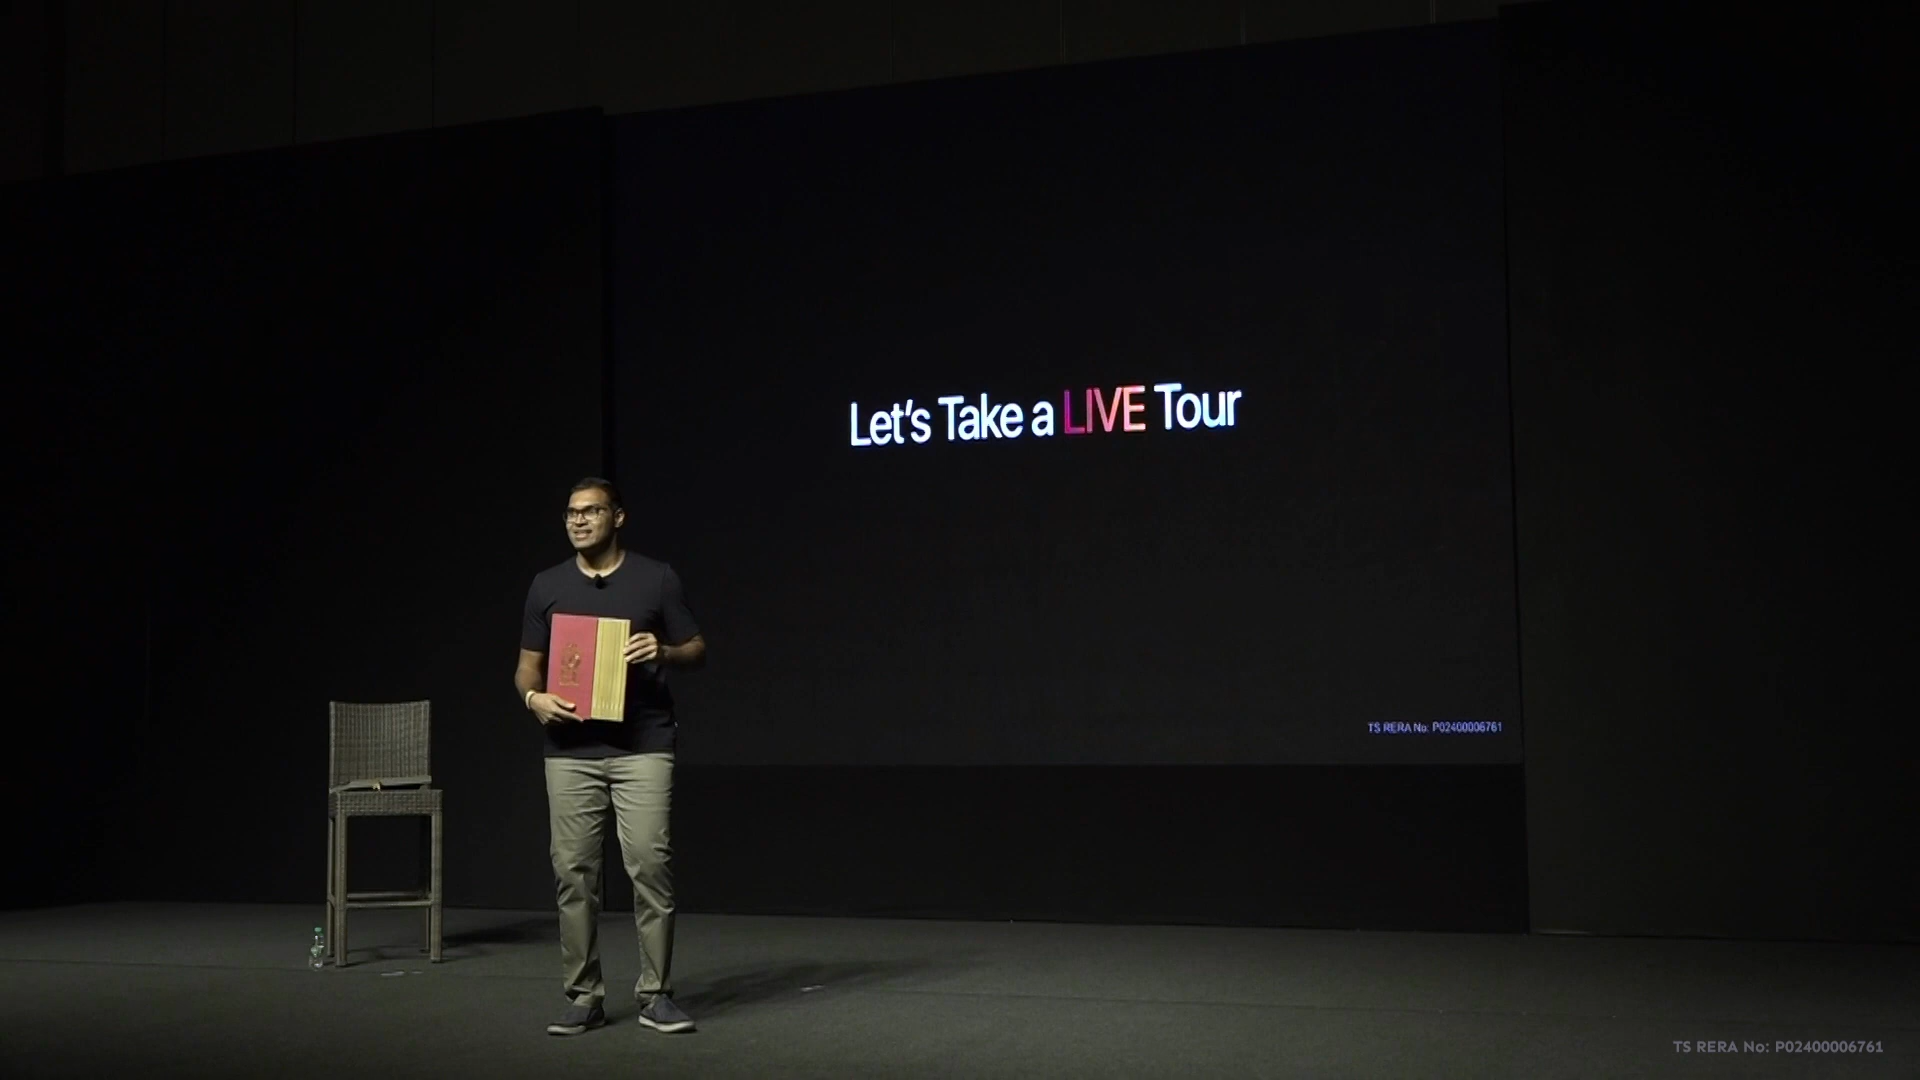 Let's Take a LIVE Tour
TS RERA No: P02400006761
TS RERA No: P02400006761